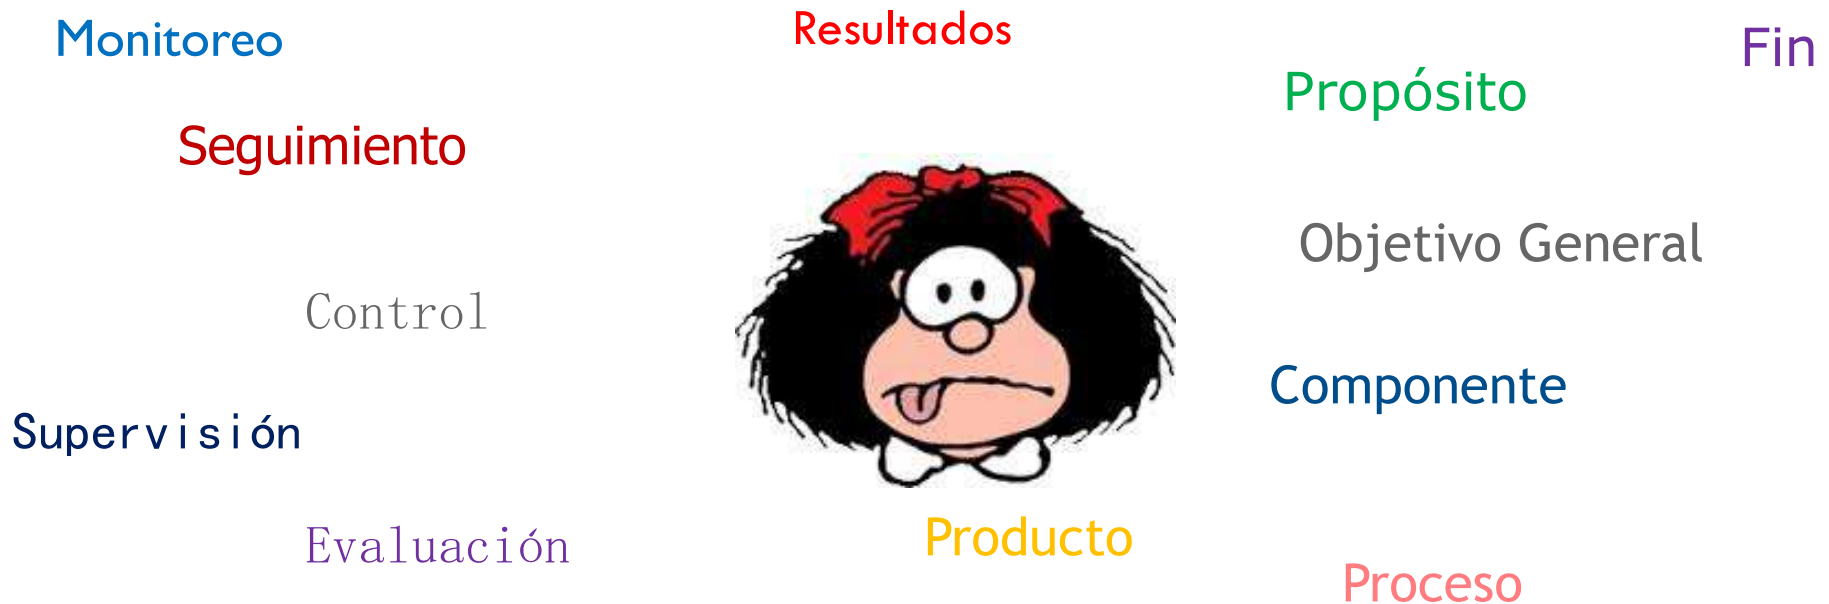 Monitoreo
Resultados
Fin
Propósito
Seguimiento
Objetivo General
Control
Componente
Supervisión
Evaluación
Producto
Proceso